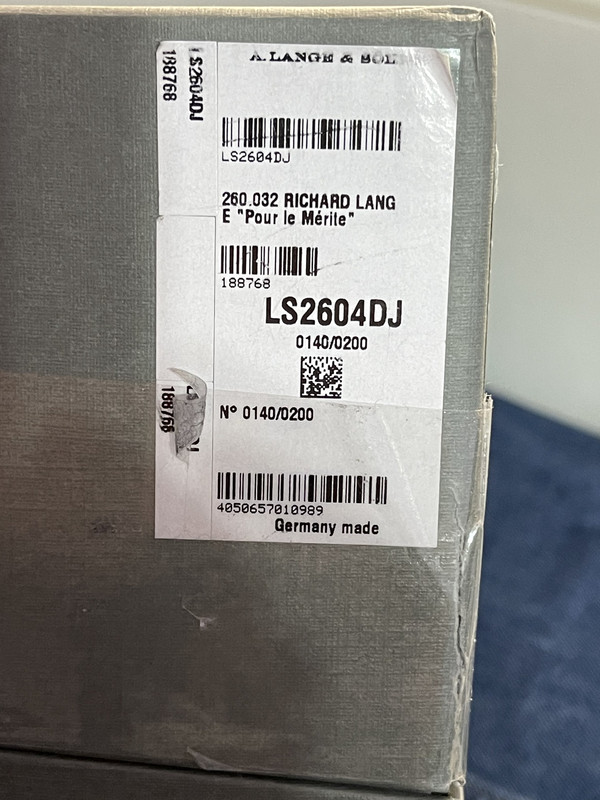 A. LANGE & SÖ
LS2604DJ
188768
LS2604DJ
260.032 RICHARD LANG
E "Pour le Mérite"
188768
LS2604DJ
0140/0200
188768
N° 0140/0200
4050657010989
Germany made